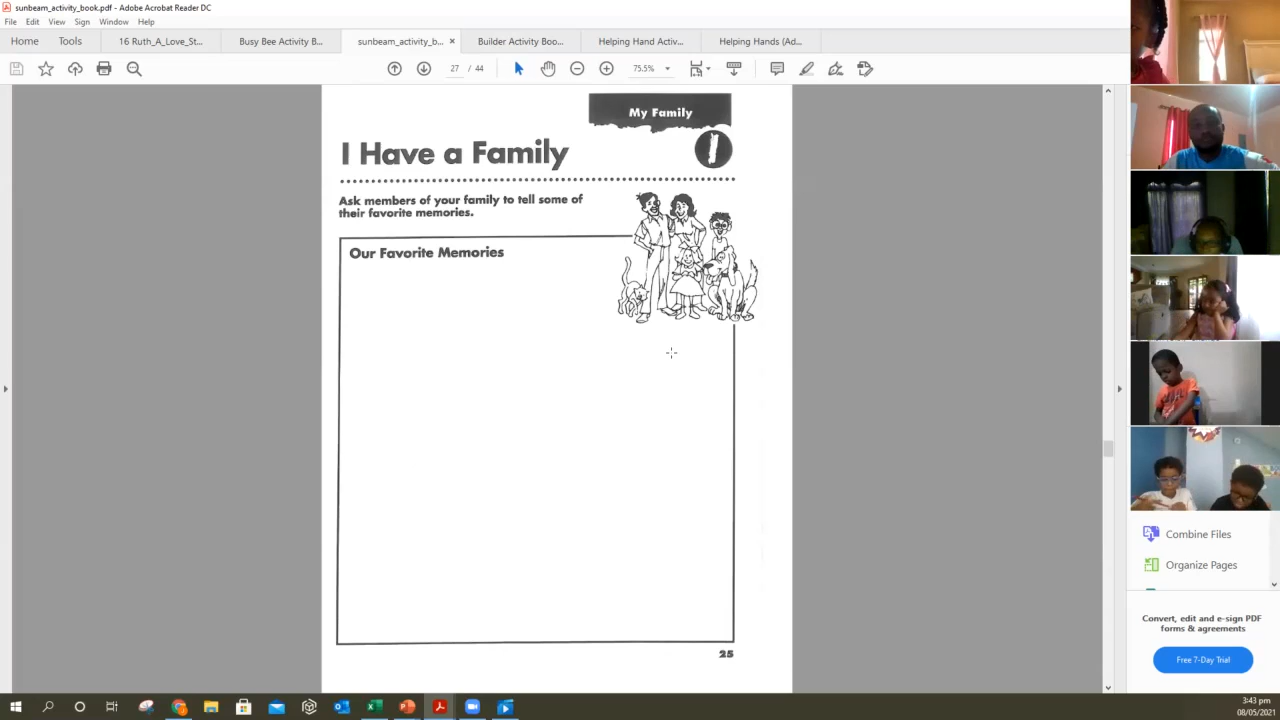 sunbeam_activity_book.pdf - Adobe Acrobat Reader DC
File Edit View Sign Window Help
Home Tools 16 Ruth_A_Love_St... Busy Bee Activity B... sunbeam_activity_b... × Builder Activity Boo... Helping Hand Activ... Helping Hands (Ad...
27 / 44 75.5%
My Family
I Have a Family
1
Ask members of your family to tell some of
their favorite memories.
Our Favorite Memories
25
Combine Files
Organize Pages
Convert, edit and e-sign PDF
forms & agreements
Free 7-Day Trial
3:43 pm
08/05/2021